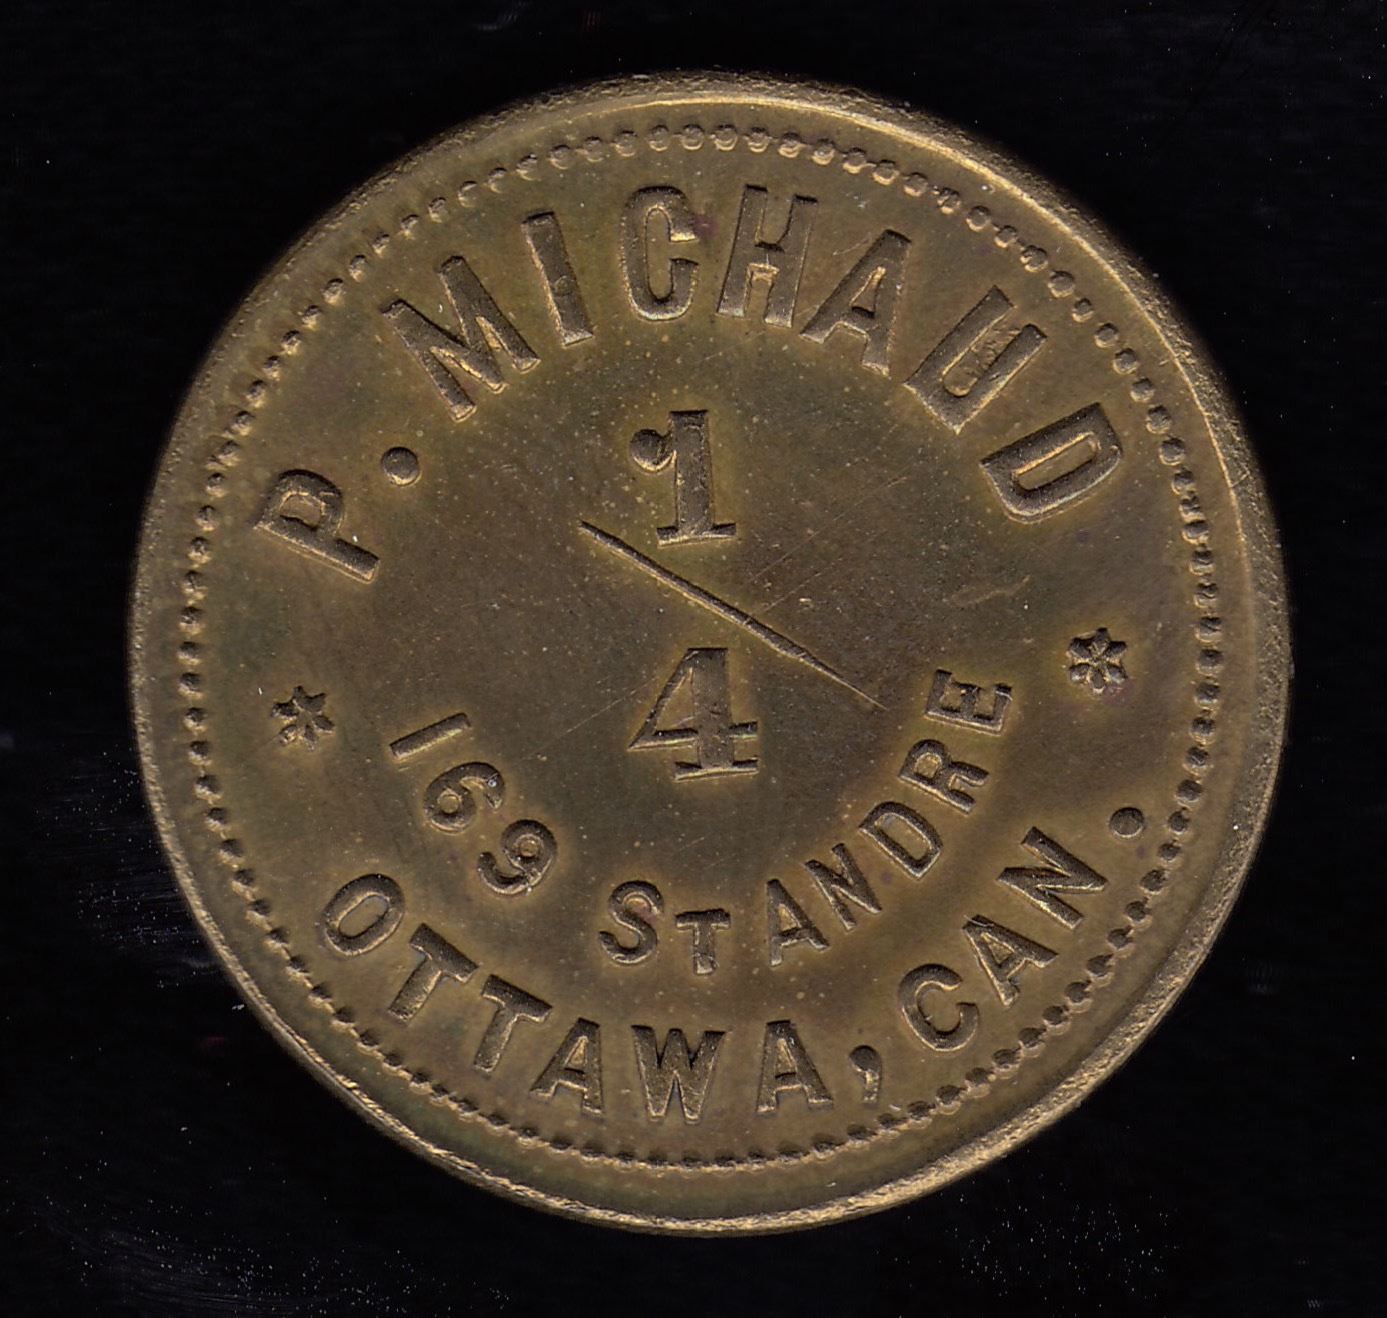 P. MICHAUD
1/4
169 ST ANDRE
OTTAWA, CAN.